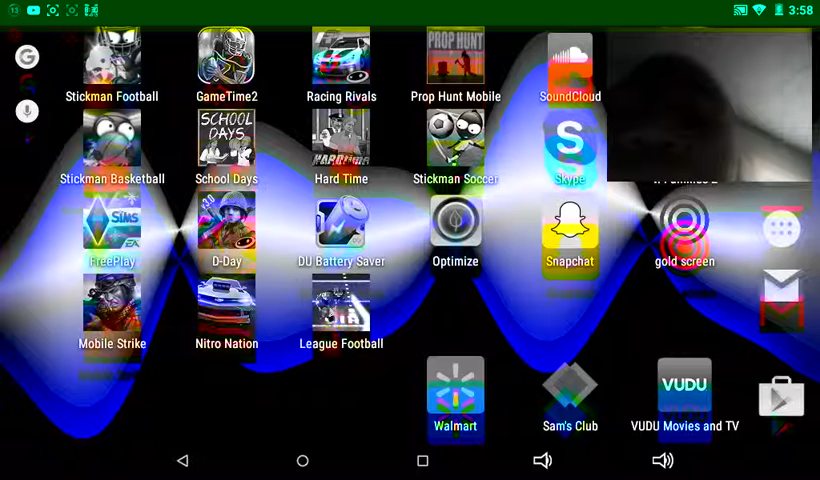 13 3:58
Stickman Football GameTime2 Racing Rivals PROP HUNT Prop Hunt Mobile SoundCloud
SCHOOL DAYS
Stickman Basketball School Days Hard Time Stickman Soccer Skype
SIMS EA
FreePlay D-Day DU Battery Saver Optimize Snapchat gold screen
Mobile Strike Nitro Nation League Football
VUDU
Walmart Sam's Club VUDU Movies and TV